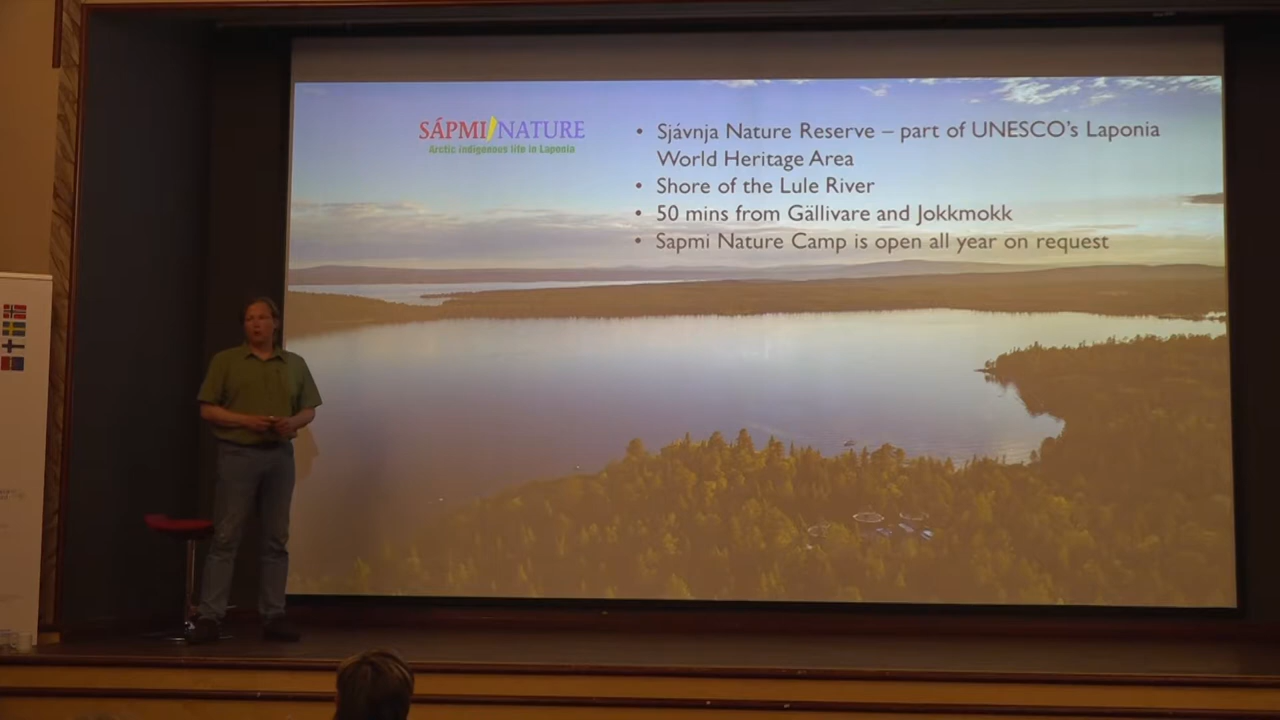 SÁPMI NATURE
Arctic indigenous life in Laponia
• Sjávnja Nature Reserve – part of UNESCO's Laponia
World Heritage Area
• Shore of the Lule River
• 50 mins from Gällivare and Jokkmokk
• Sapmi Nature Camp is open all year on request